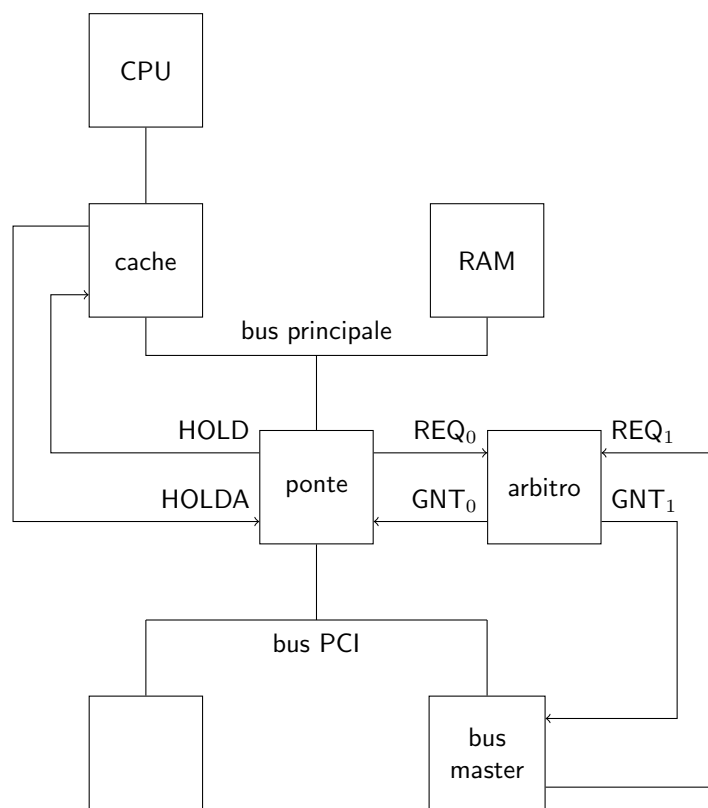 CPU
cache
RAM
bus principale
HOLD
REQ₀
REQ₁
ponte
arbitro
HOLDA
GNT₀
GNT₁
bus PCI
bus
master